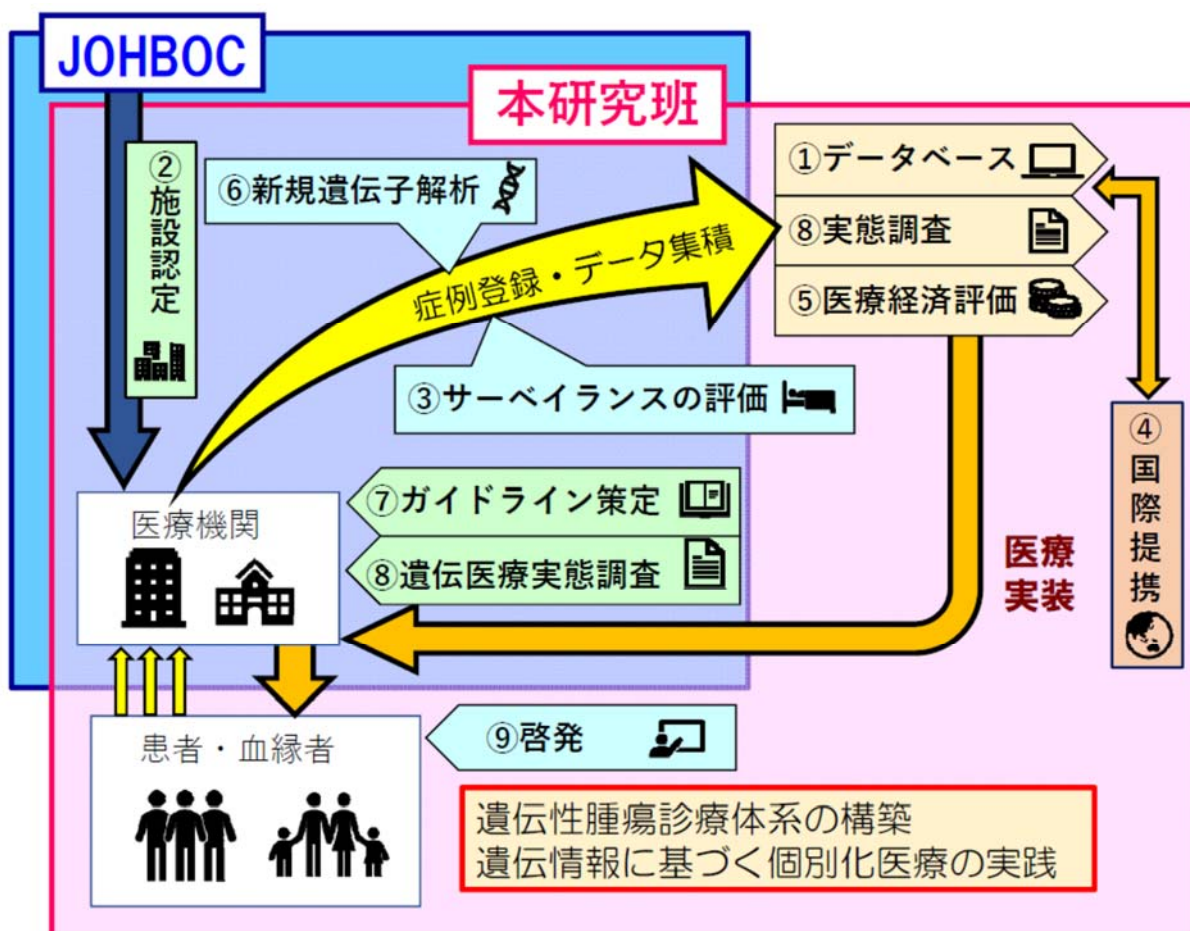 JOHBOC
本研究班
②施設認定
⑥新規遺伝子解析
症例登録・データ集積
①データベース
⑧実態調査
⑤医療経済評価
③サーベイランスの評価
④国際提携
医療機関
⑦ガイドライン策定
⑧遺伝医療実態調査
医療
実装
患者・血縁者
⑨啓発
遺伝性腫瘍診療体系の構築
遺伝情報に基づく個別化医療の実践